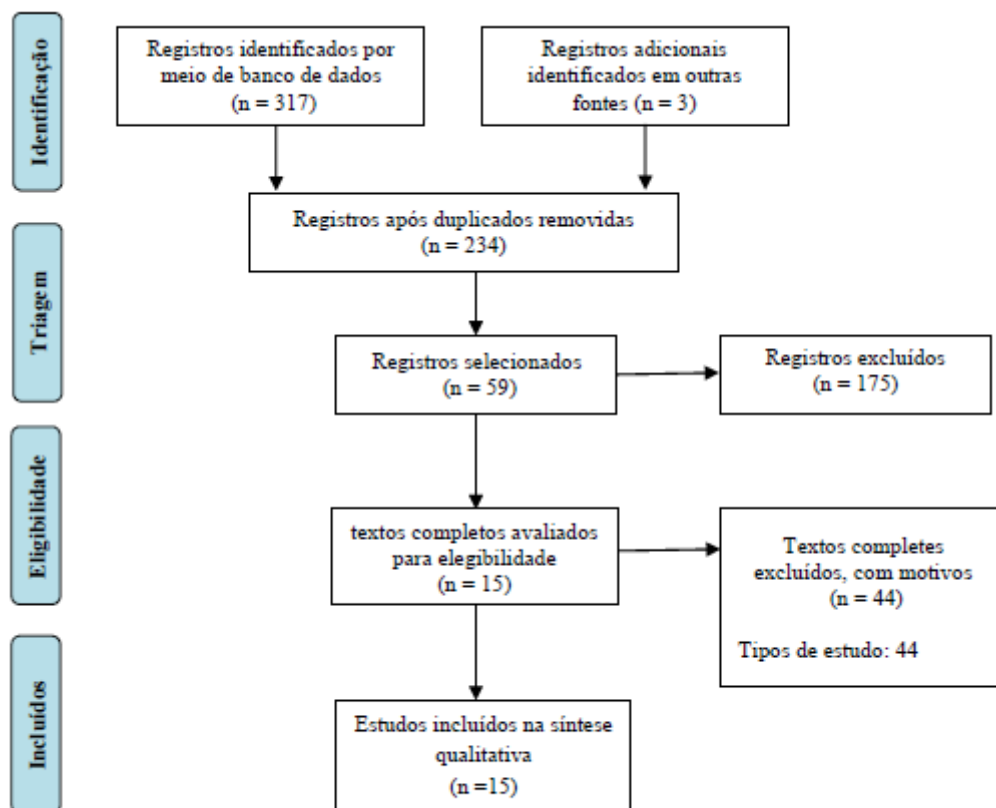 Identificação
Registros identificados por
meio de banco de dados
(n = 317)
Registros adicionais
identificados em outras
fontes (n = 3)
Registros após duplicados removidas
(n = 234)
Triagem
Registros selecionados
(n = 59)
Registros excluídos
(n = 175)
Eligibilidade
textos completos avaliados
para elegibilidade
(n = 15)
Textos completes
excluídos, com motivos
(n = 44)
Tipos de estudo: 44
Incluídos
Estudos incluídos na síntese
qualitativa
(n =15)